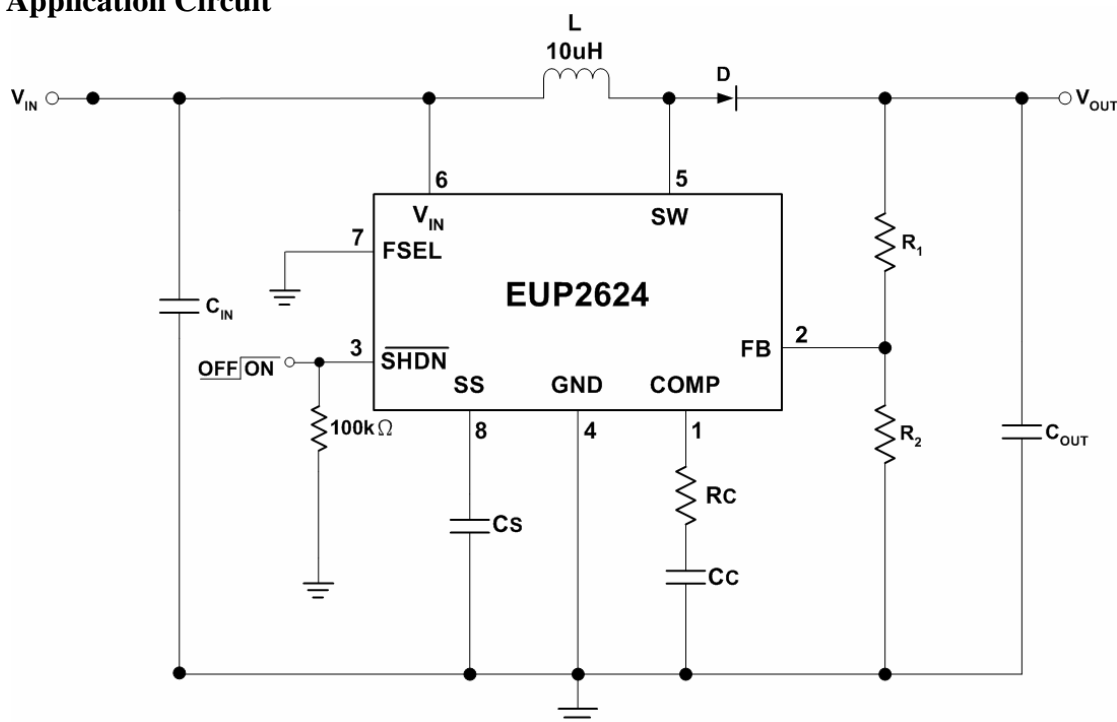 Application Circuit
L
10uH
D
VIN
VOUT
6
5
VIN
SW
7
FSEL
R1
EUP2624
CIN
2
FB
3
SHDN
OFF ON
SS
GND
COMP
100kΩ
8
4
1
R2
COUT
RC
CS
CC